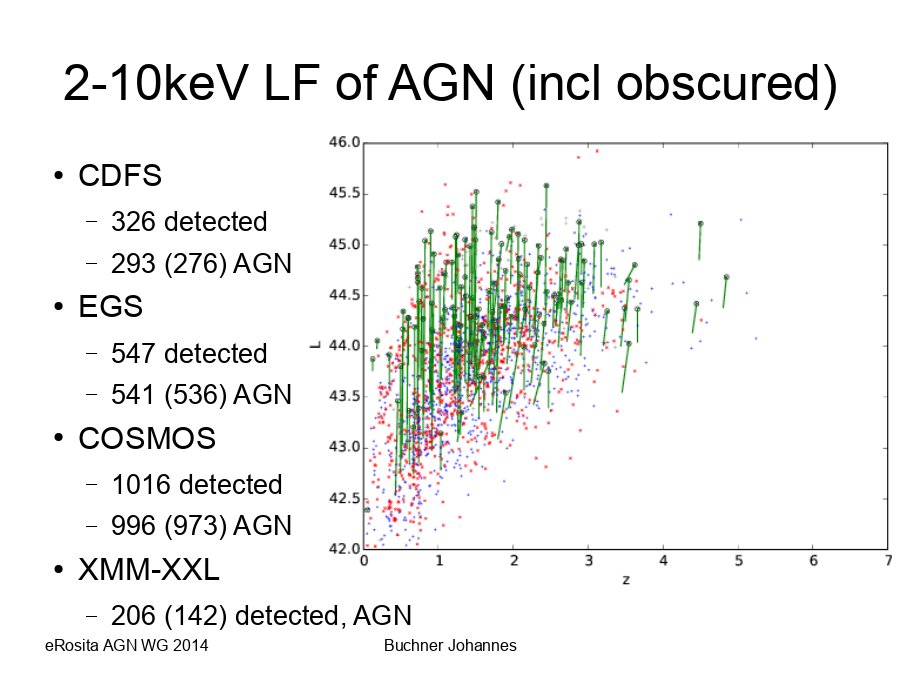 2-10keV LF of AGN (incl obscured)
• CDFS
– 326 detected
– 293 (276) AGN
• EGS
– 547 detected
– 541 (536) AGN
• COSMOS
– 1016 detected
– 996 (973) AGN
• XMM-XXL
– 206 (142) detected, AGN
46.0
45.5
45.0
44.5
44.0
43.5
43.0
42.5
42.0
L
0 1 2 3 4 5 6 7
z
eRosita AGN WG 2014 Buchner Johannes